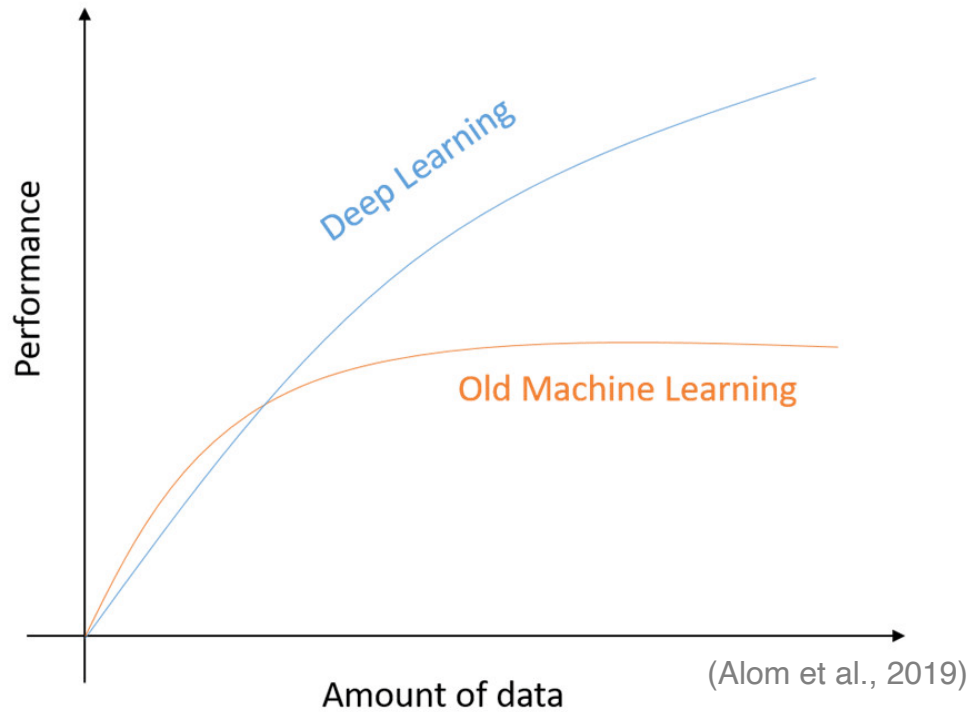 Deep Learning
Performance
Old Machine Learning
(Alom et al., 2019)
Amount of data